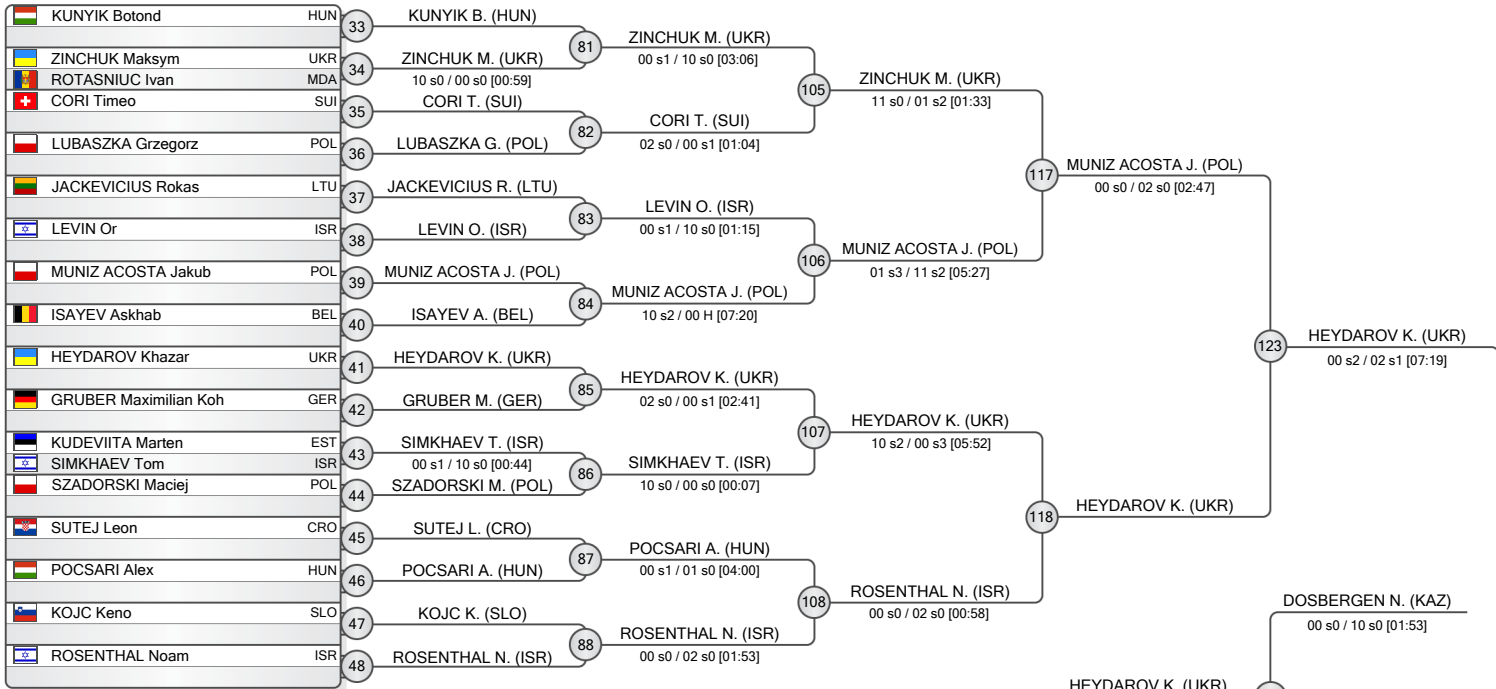 KUNYIK Botond HUN
ZINCHUK Maksym UKR
ROTASNIUC Ivan MDA
CORI Timeo SUI
LUBASZKA Grzegorz POL
JACKEVICIUS Rokas LTU
LEVIN Or ISR
MUNIZ ACOSTA Jakub POL
ISAYEV Askhab BEL
HEYDAROV Khazar UKR
GRUBER Maximilian Koh GER
KUDEVIITA Marten EST
SIMKHAEV Tom ISR
SZADORSKI Maciej POL
SUTEJ Leon CRO
POCSARI Alex HUN
KOJC Keno SLO
ROSENTHAL Noam ISR
33
34
35
36
37
38
39
40
41
42
43
44
45
46
47
48
KUNYIK B. (HUN)
ZINCHUK M. (UKR)
10 s0 / 00 s0 [00:59]
CORI T. (SUI)
LUBASZKA G. (POL)
JACKEVICIUS R. (LTU)
LEVIN O. (ISR)
MUNIZ ACOSTA J. (POL)
ISAYEV A. (BEL)
HEYDAROV K. (UKR)
GRUBER M. (GER)
SIMKHAEV T. (ISR)
00 s1 / 10 s0 [00:44]
SZADORSKI M. (POL)
SUTEJ L. (CRO)
POCSARI A. (HUN)
KOJC K. (SLO)
ROSENTHAL N. (ISR)
81
82
83
84
85
86
87
88
ZINCHUK M. (UKR)
00 s1 / 10 s0 [03:06]
CORI T. (SUI)
02 s0 / 00 s1 [01:04]
LEVIN O. (ISR)
00 s1 / 10 s0 [01:15]
MUNIZ ACOSTA J. (POL)
10 s2 / 00 H [07:20]
HEYDAROV K. (UKR)
02 s0 / 00 s1 [02:41]
SIMKHAEV T. (ISR)
10 s0 / 00 s0 [00:07]
POCSARI A. (HUN)
00 s1 / 01 s0 [04:00]
ROSENTHAL N. (ISR)
00 s0 / 02 s0 [01:53]
105
106
107
108
ZINCHUK M. (UKR)
11 s0 / 01 s2 [01:33]
MUNIZ ACOSTA J. (POL)
01 s3 / 11 s2 [05:27]
HEYDAROV K. (UKR)
10 s2 / 00 s3 [05:52]
ROSENTHAL N. (ISR)
00 s0 / 02 s0 [00:58]
117
118
MUNIZ ACOSTA J. (POL)
00 s0 / 02 s0 [02:47]
HEYDAROV K. (UKR)
123
HEYDAROV K. (UKR)
00 s2 / 02 s1 [07:19]
DOSBERGEN N. (KAZ)
00 s0 / 10 s0 [01:53]
HEYDAROV K. (UKR)